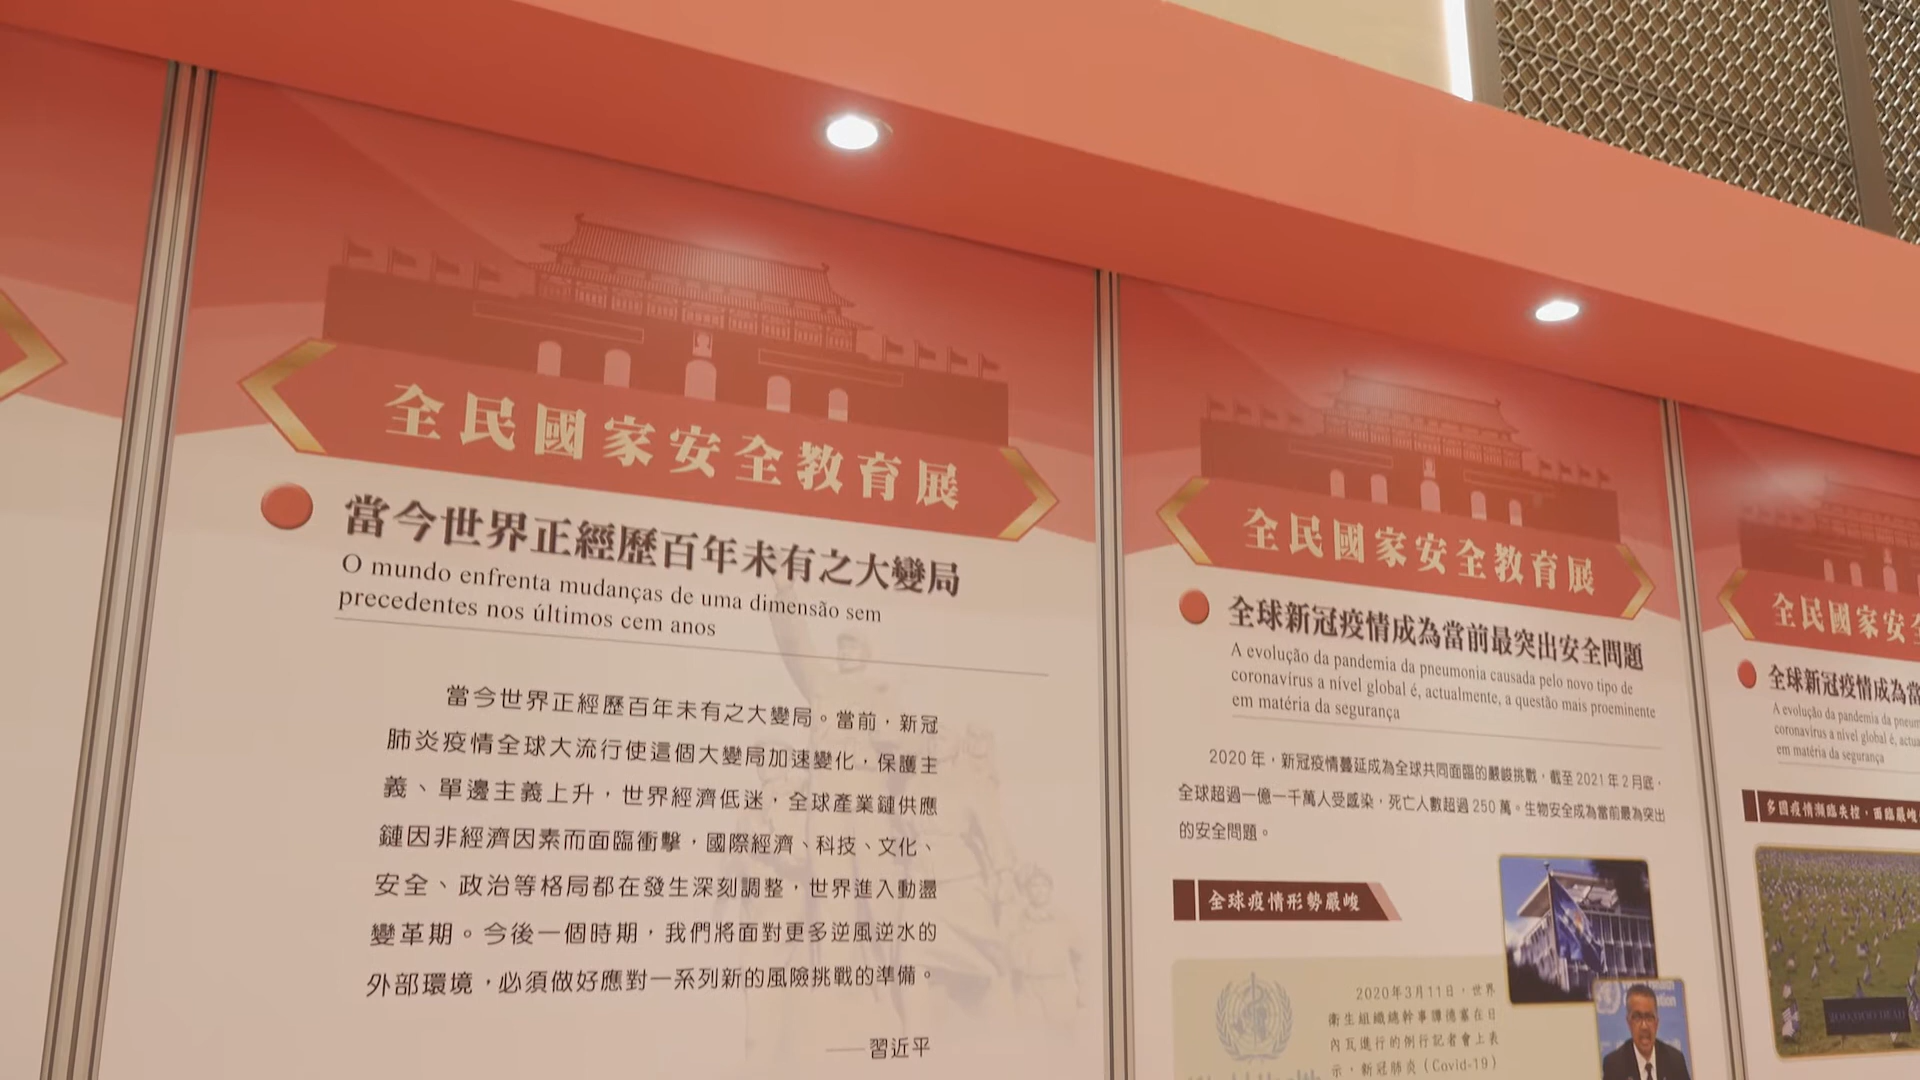 全民國家安全教育展
當今世界正經歷百年未有之大變局
O mundo enfrenta mudanças de uma dimensão sem
precedentes nos últimos cem anos
當今世界正經歷百年未有之大變局。當前，新冠
肺炎疫情全球大流行使這個大變局加速變化，保護主
義、單邊主義上升，世界經濟低迷，全球產業鏈供應
鏈因非經濟因素而面臨衝擊，國際經濟、科技、文化、
安全、政治等格局都在發生深刻調整，世界進入動盪
變革期。今後一個時期，我們將面對更多逆風逆水的
外部環境，必須做好應對一系列新的風險挑戰的準備。
——習近平
全民國家安全教育展
全球新冠疫情成為當前最突出安全問題
A evolução da pandemia da pneumonia causada pelo novo tipo de
coronavírus a nível global é, actualmente, a questão mais proeminente
em matéria da segurança
2020 年，新冠疫情蔓延成為全球共同面臨的嚴峻挑戰，截至 2021 年 2 月底，
全球超過一億一千萬人受感染，死亡人數超過 250 萬。生物安全成為當前最為突出
的安全問題。
全球疫情形勢嚴峻
2020年3月11日，世界
衛生組織總幹事譚德塞在日
內瓦進行的例行記者會上表
示，新冠肺炎（Covid-19）
全民國家安
全球新冠疫情成為當
A evolução da pandemia da pneum
coronavírus a nível global é, actua
em matéria da segurança
多國疫情瀕臨失控，面臨嚴峻